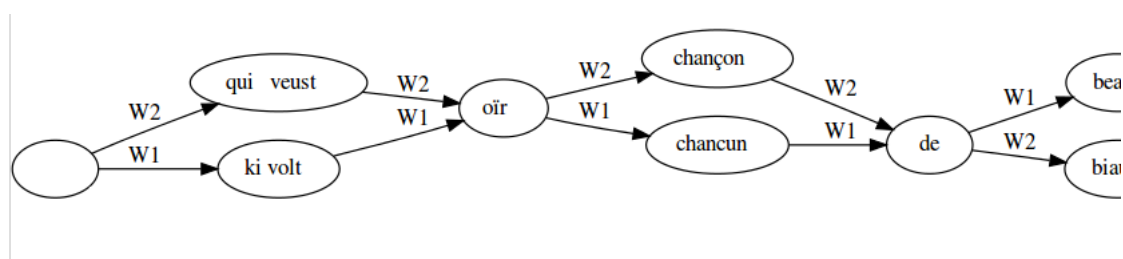 W2 qui veust W2
W1 ki volt W1
oïr
W2 chançon W2
W1 chancun W1
de
W1
W2